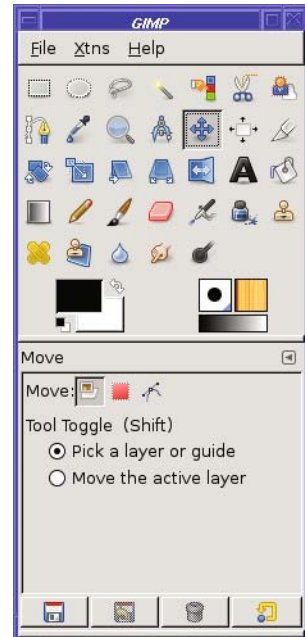 GIMP
File Xtns Help
Move
Move:
Tool Toggle (Shift)
Pick a layer or guide
Move the active layer